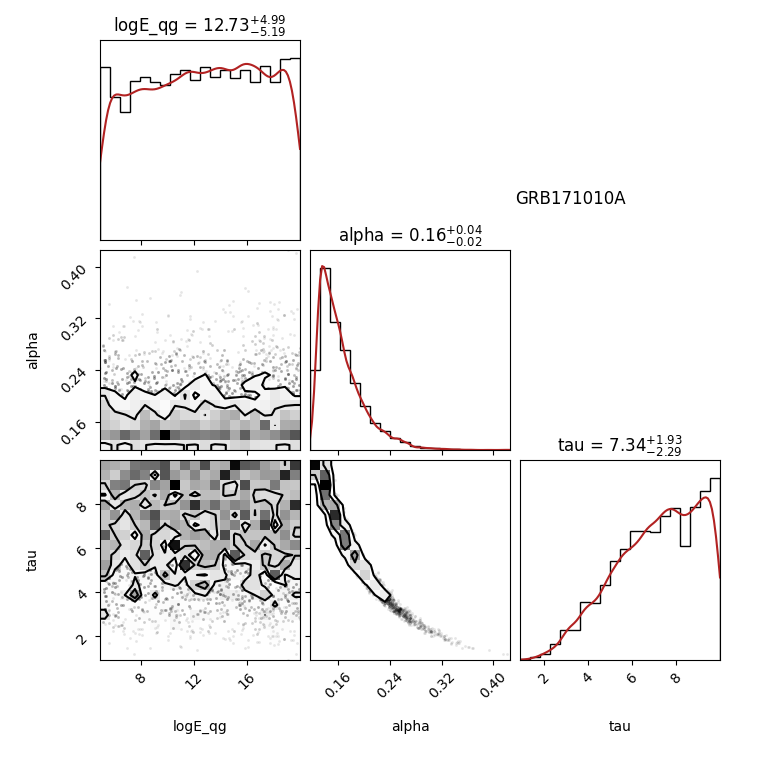 logE_qg = 12.73+4.99−5.19
GRB171010A
alpha = 0.16+0.04−0.02
0.40
0.32
0.24
0.16
alpha
tau = 7.34+1.93−2.29
8
6
4
2
tau
8
12
16
0.16
0.24
0.32
0.40
2
4
6
8
logE_qg
alpha
tau